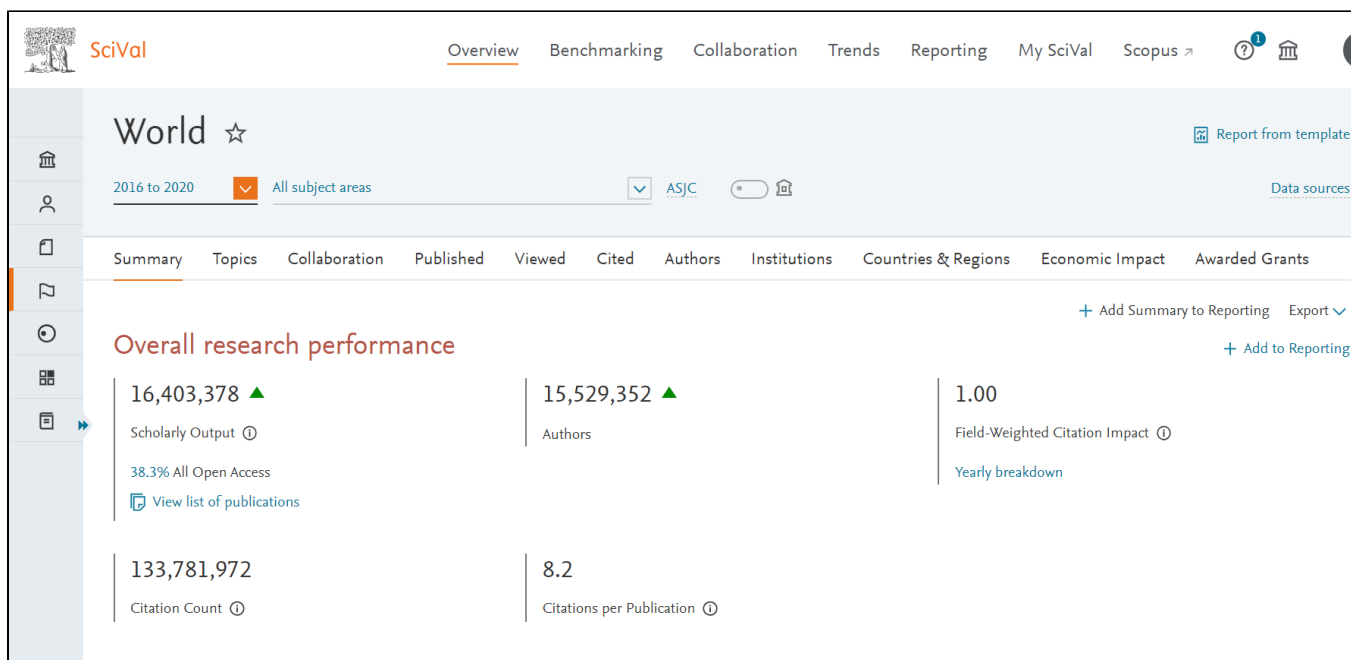 SciVal
Overview Benchmarking Collaboration Trends Reporting My SciVal Scopus ↗ 1
World
Report from template
2016 to 2020 All subject areas ASJC Data sources
Summary Topics Collaboration Published Viewed Cited Authors Institutions Countries & Regions Economic Impact Awarded Grants
+ Add Summary to Reporting Export
Overall research performance
+ Add to Reporting
16,403,378
Scholarly Output
38.3% All Open Access
View list of publications
15,529,352
Authors
1.00
Field-Weighted Citation Impact
Yearly breakdown
133,781,972
Citation Count
8.2
Citations per Publication